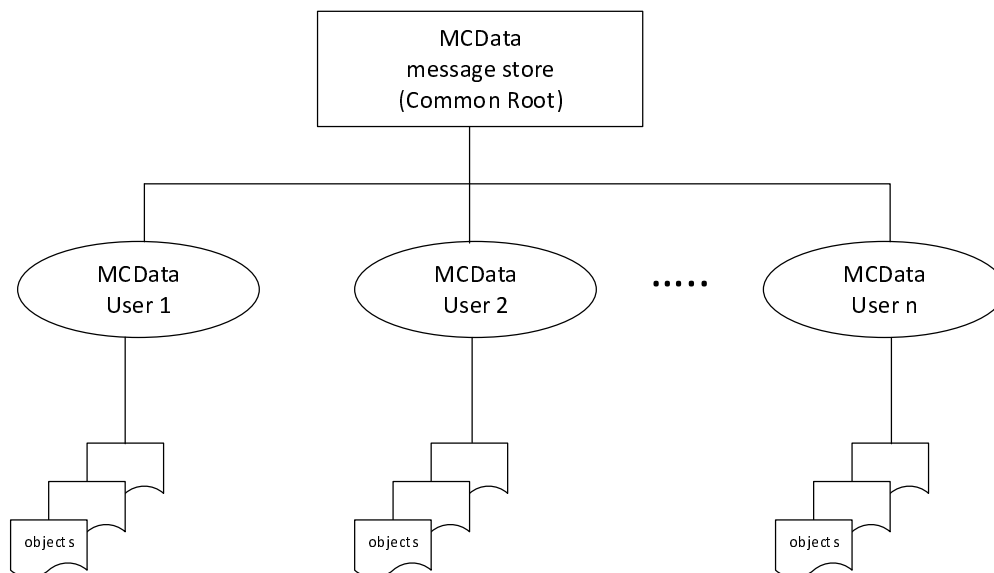 MCData
message store
(Common Root)
MCData
User 1
MCData
User 2
.....
MCData
User n
objects
objects
objects